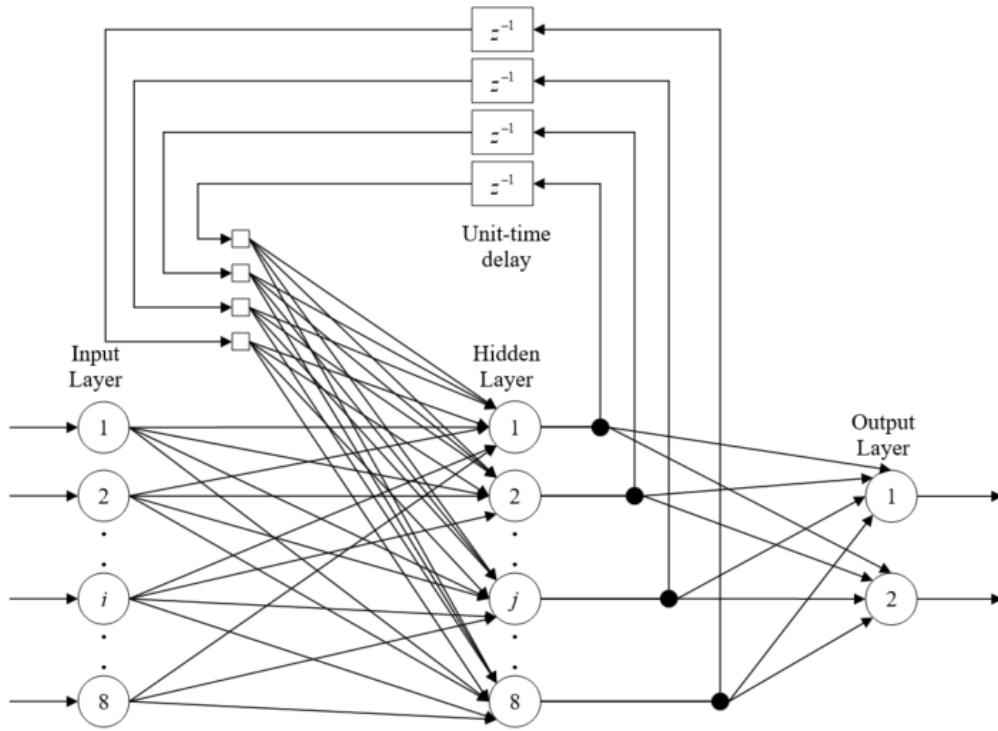 z⁻¹
z⁻¹
z⁻¹
z⁻¹
Unit-time
delay
Input
Layer
Hidden
Layer
Output
Layer
1
2
i
8
1
2
j
8
1
2